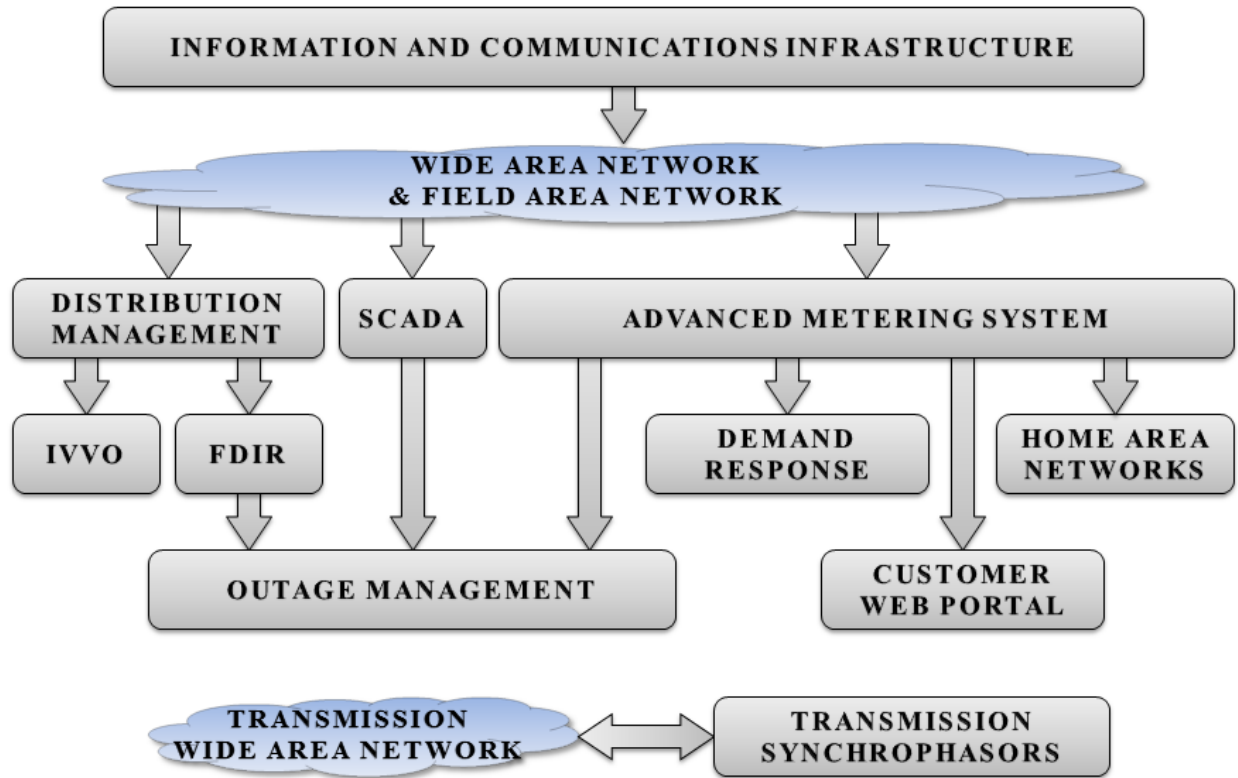 INFORMATION AND COMMUNICATIONS INFRASTRUCTURE
WIDE AREA NETWORK
& FIELD AREA NETWORK
DISTRIBUTION
MANAGEMENT
SCADA
ADVANCED METERING SYSTEM
IVVO
FDIR
DEMAND
RESPONSE
HOME AREA
NETWORKS
OUTAGE MANAGEMENT
CUSTOMER
WEB PORTAL
TRANSMISSION
WIDE AREA NETWORK
TRANSMISSION
SYNCHROPHASORS